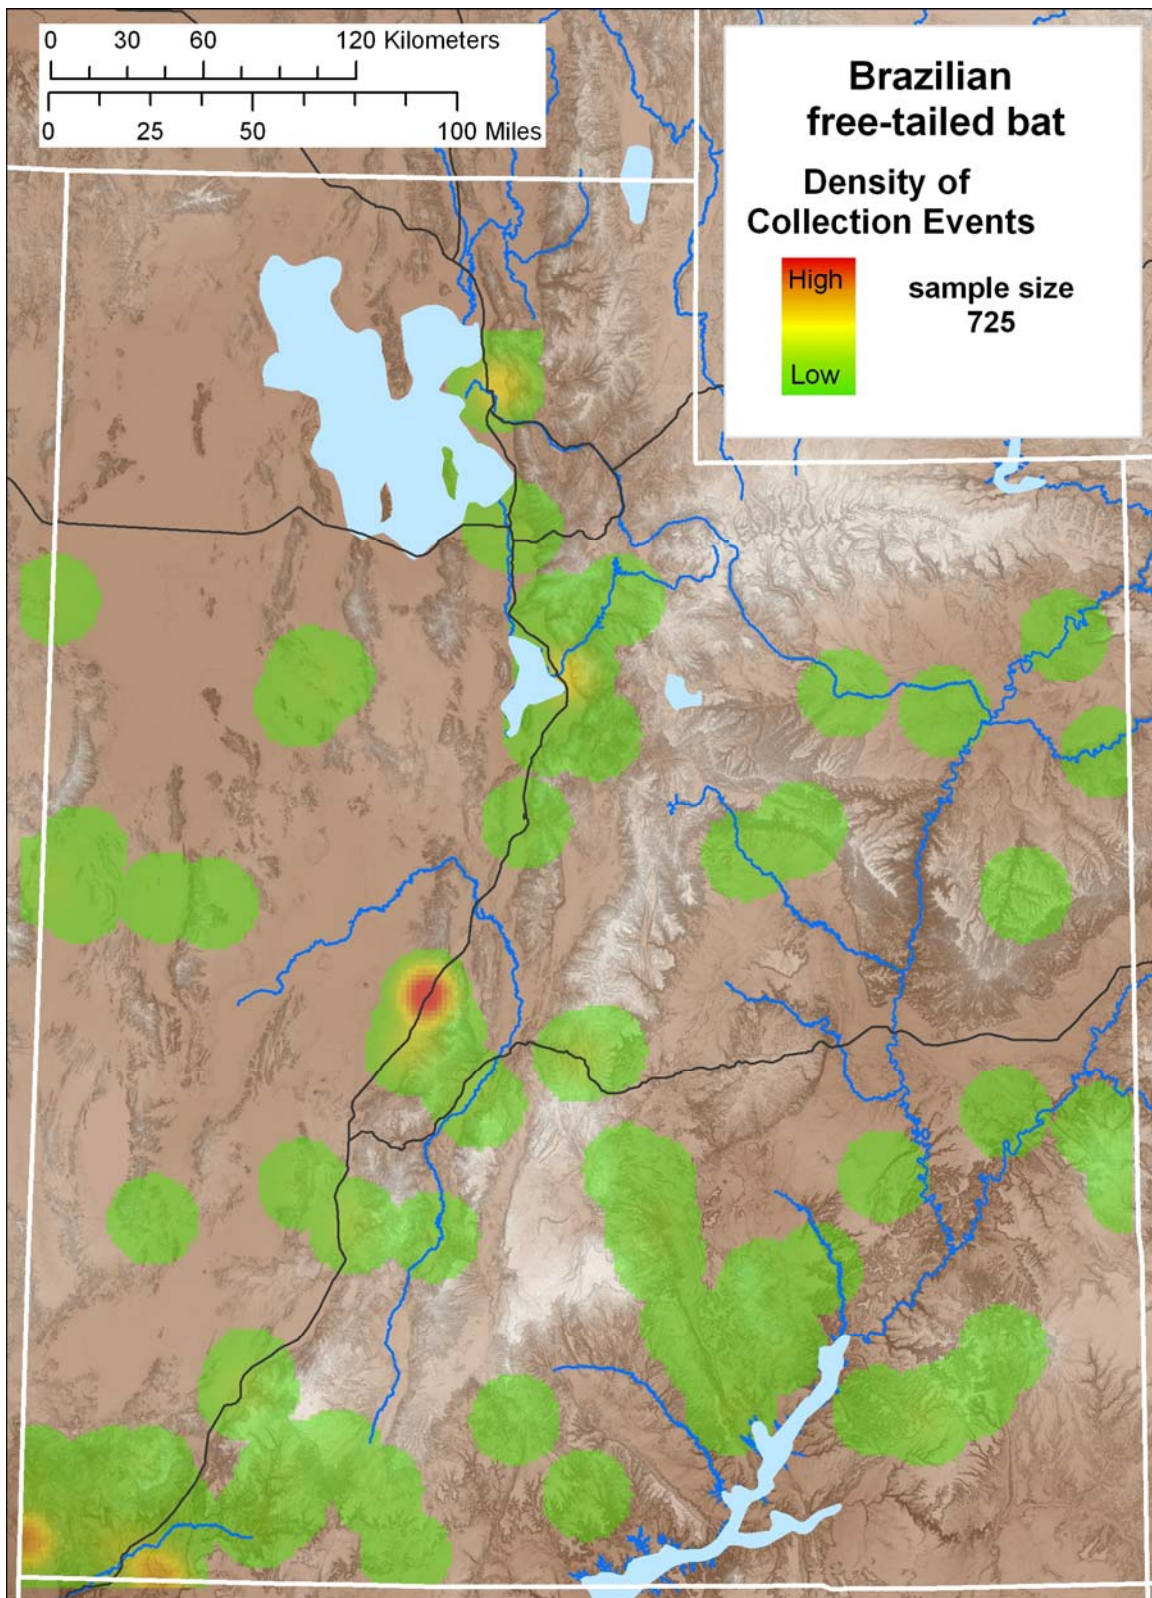 0 30 60 120 Kilometers
0 25 50 100 Miles
Brazilian
free-tailed bat
Density of
Collection Events
High
Low
sample size
725